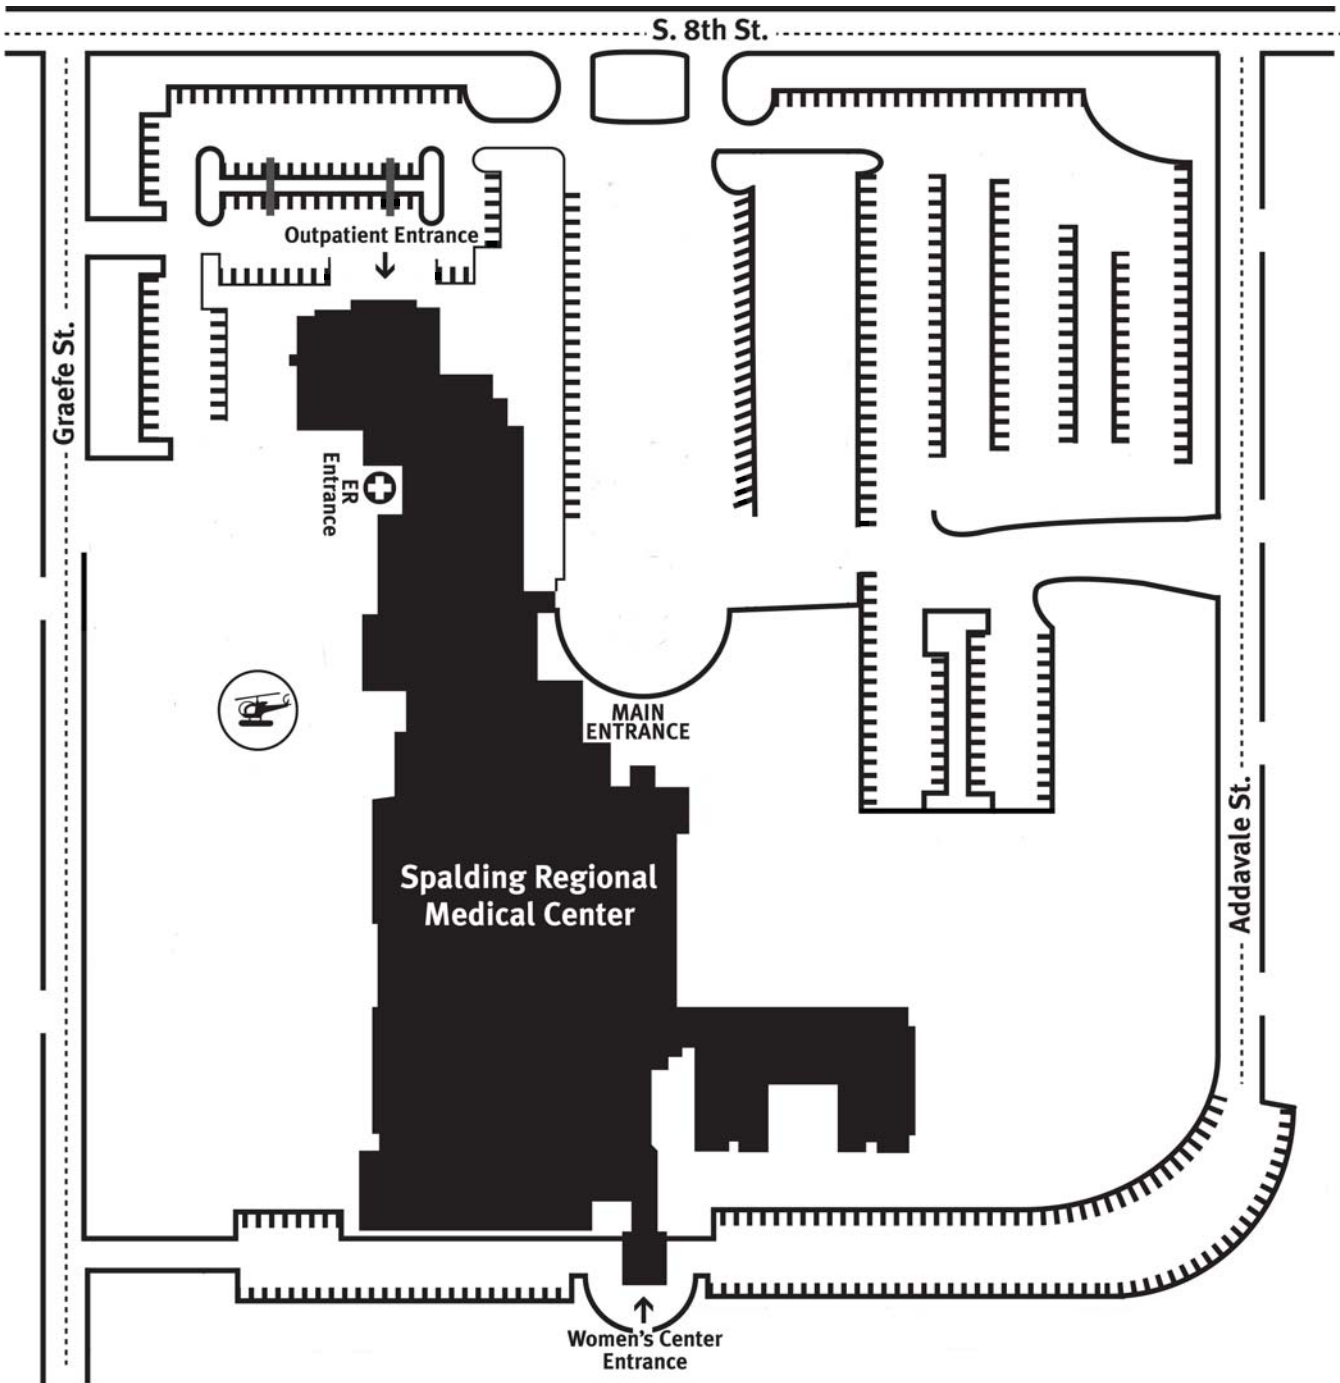 S. 8th St.
Outpatient Entrance
Graefe St.
ER
Entrance
MAIN
ENTRANCE
Addavale St.
Spalding Regional
Medical Center
Women's Center
Entrance